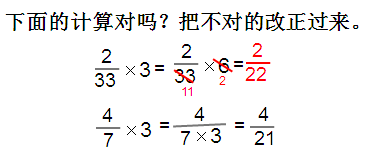 下面的计算对吗？把不对的改正过来。
2/33 × 3 = 2/33 × 6 = 2/22
11 2
4/7 × 3 = 4/(7×3) = 4/21